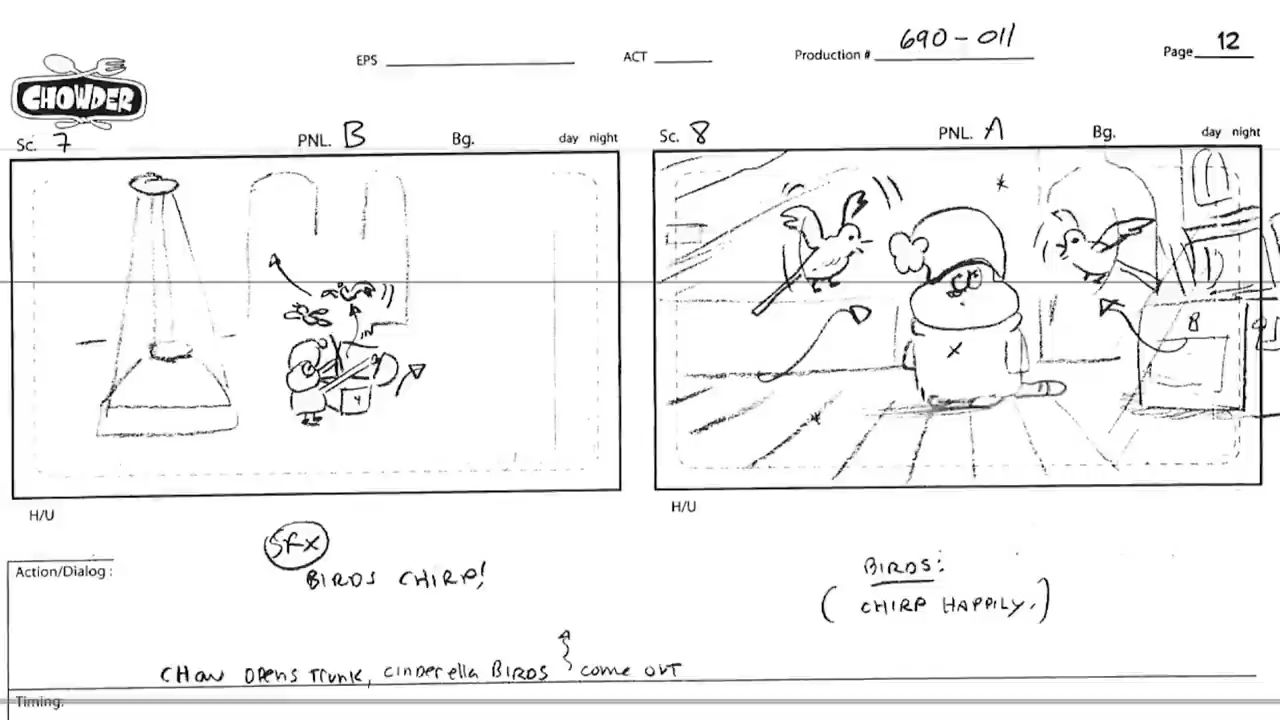 EPS ACT Production # 690-011 Page 12
CHOWDER
Sc. 7 PNL. B Bg. day night
Sc. 8 PNL. A Bg. day night
8
H/U
H/U
SFX
BIRDS CHIRP!
Action/Dialog:
BIRDS:
(CHIRP HAPPILY.)
CHOW OPENS TRUNK, CINDERELLA BIRDS COME OUT
Timing: